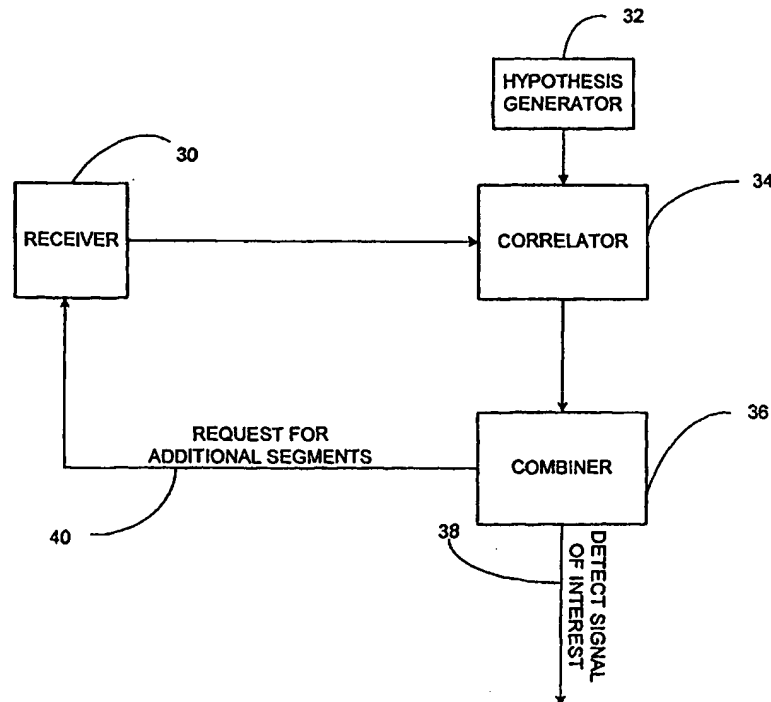 32
HYPOTHESIS
GENERATOR
30
34
RECEIVER
CORRELATOR
36
REQUEST FOR
ADDITIONAL SEGMENTS
COMBINER
40
38
DETECT SIGNAL
OF INTEREST